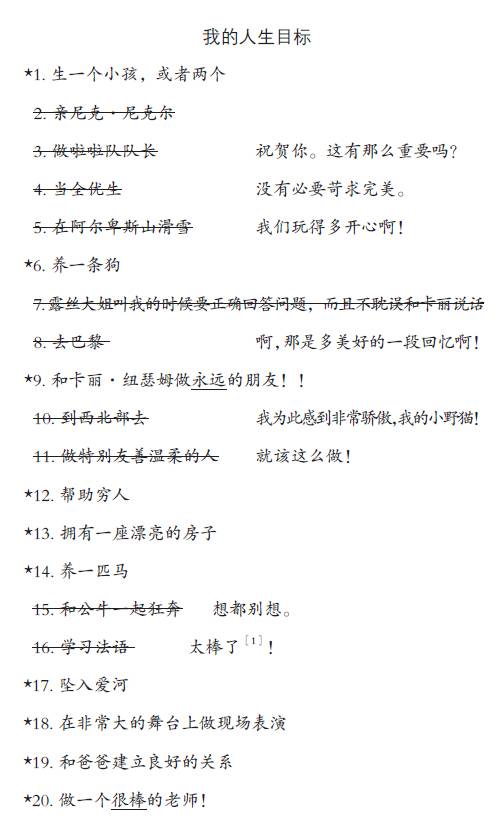 我的人生目标
*1. 生一个小孩，或者两个
2. 亲尼克·尼克尔
3. 做啦啦队队长 祝贺你。这有那么重要吗？
4. 当全优生 没有必要苛求完美。
5. 在阿尔卑斯山滑雪 我们玩得多开心啊！
*6. 养一条狗
7. 露丝大姐叫我的时候要正确回答问题，而且不耽误和卡丽说话
8. 去巴黎 啊，那是多美好的一段回忆啊！
*9. 和卡丽·纽瑟姆做永远的朋友！！
10. 到西北部去 我为此感到非常骄傲，我的小野猫！
11. 做特别友善温柔的人 就该这么做！
*12. 帮助穷人
*13. 拥有一座漂亮的房子
*14. 养一匹马
15. 和公牛一起狂奔 想都别想。
16. 学习法语 太棒了[1]！
*17. 坠入爱河
*18. 在非常大的舞台上做现场表演
*19. 和爸爸建立良好的关系
*20. 做一个很棒的老师！